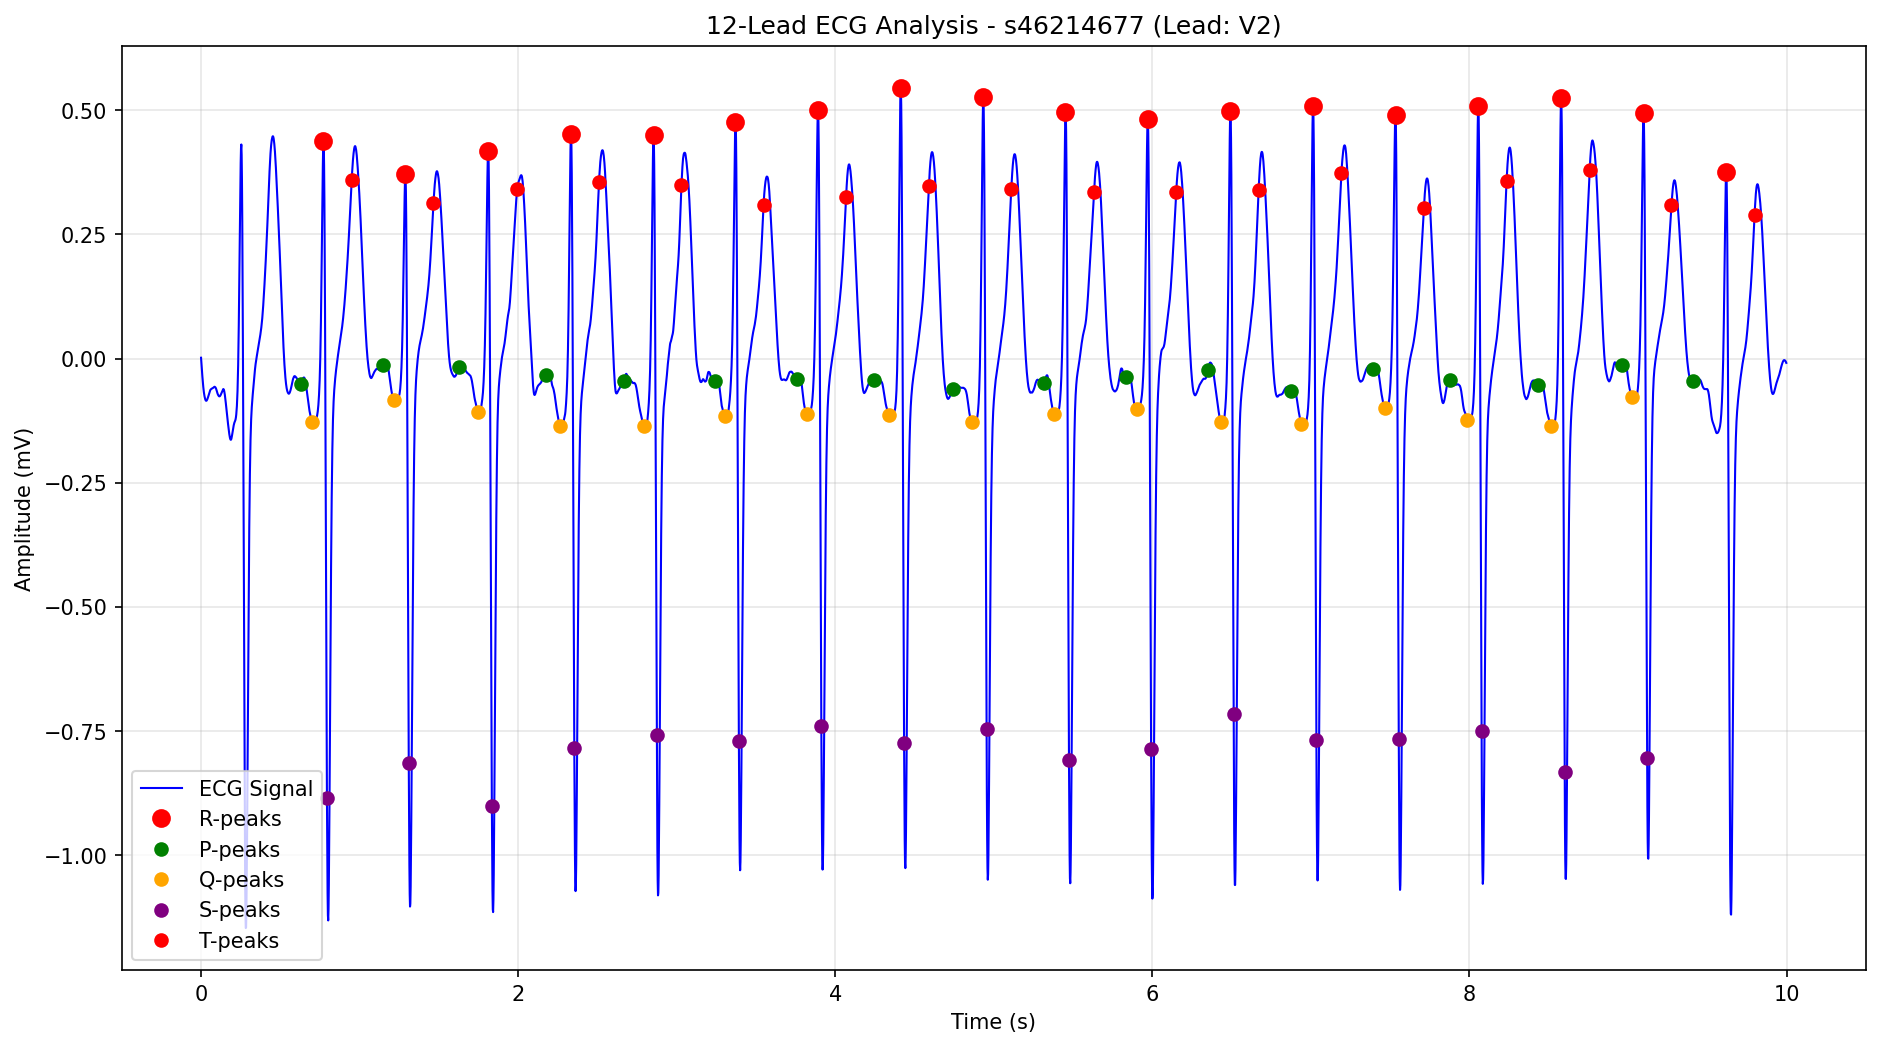 12-Lead ECG Analysis - s46214677 (Lead: V2)
0.50
0.25
0.00
−0.25
−0.50
−0.75
−1.00
Amplitude (mV)
ECG Signal
R-peaks
P-peaks
Q-peaks
S-peaks
T-peaks
0 2 4 6 8 10
Time (s)